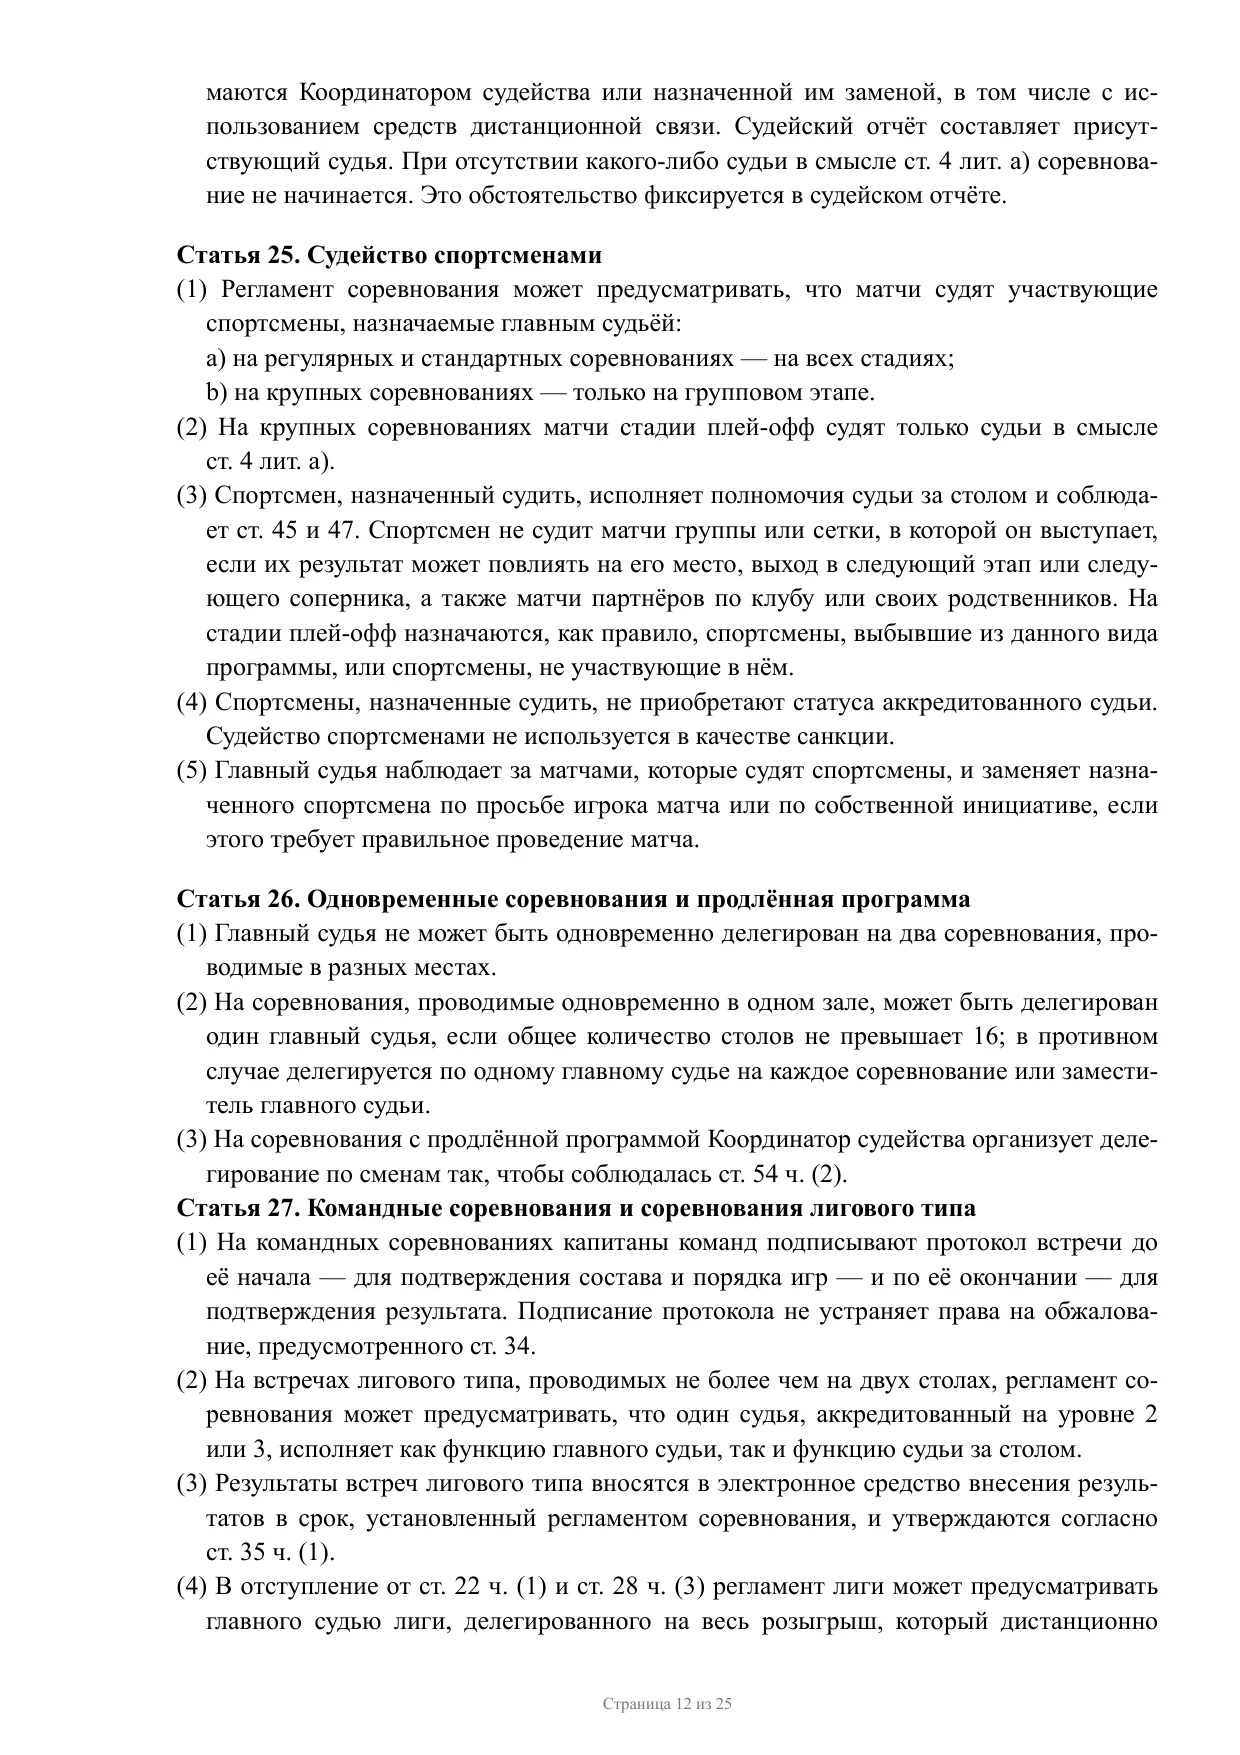 маются Координатором судейства или назначенной им заменой, в том числе с ис-
пользованием средств дистанционной связи. Судейский отчёт составляет присут-
ствующий судья. При отсутствии какого-либо судьи в смысле ст. 4 лит. a) соревнова-
ние не начинается. Это обстоятельство фиксируется в судейском отчёте.
Статья 25. Судейство спортсменами
(1) Регламент соревнования может предусматривать, что матчи судят участвующие
спортсмены, назначаемые главным судьёй:
a) на регулярных и стандартных соревнованиях — на всех стадиях;
b) на крупных соревнованиях — только на групповом этапе.
(2) На крупных соревнованиях матчи стадии плей-офф судят только судьи в смысле
ст. 4 лит. a).
(3) Спортсмен, назначенный судить, исполняет полномочия судьи за столом и соблюда-
ет ст. 45 и 47. Спортсмен не судит матчи группы или сетки, в которой он выступает,
если их результат может повлиять на его место, выход в следующий этап или следу-
ющего соперника, а также матчи партнёров по клубу или своих родственников. На
стадии плей-офф назначаются, как правило, спортсмены, выбывшие из данного вида
программы, или спортсмены, не участвующие в нём.
(4) Спортсмены, назначенные судить, не приобретают статуса аккредитованного судьи.
Судейство спортсменами не используется в качестве санкции.
(5) Главный судья наблюдает за матчами, которые судят спортсмены, и заменяет назна-
ченного спортсмена по просьбе игрока матча или по собственной инициативе, если
этого требует правильное проведение матча.
Статья 26. Одновременные соревнования и продлённая программа
(1) Главный судья не может быть одновременно делегирован на два соревнования, про-
водимые в разных местах.
(2) На соревнования, проводимые одновременно в одном зале, может быть делегирован
один главный судья, если общее количество столов не превышает 16; в противном
случае делегируется по одному главному судье на каждое соревнование или замести-
тель главного судьи.
(3) На соревнования с продлённой программой Координатор судейства организует деле-
гирование по сменам так, чтобы соблюдалась ст. 54 ч. (2).
Статья 27. Командные соревнования и соревнования лигового типа
(1) На командных соревнованиях капитаны команд подписывают протокол встречи до
её начала — для подтверждения состава и порядка игр — и по её окончании — для
подтверждения результата. Подписание протокола не устраняет права на обжалова-
ние, предусмотренного ст. 34.
(2) На встречах лигового типа, проводимых не более чем на двух столах, регламент со-
ревнования может предусматривать, что один судья, аккредитованный на уровне 2
или 3, исполняет как функцию главного судьи, так и функцию судьи за столом.
(3) Результаты встреч лигового типа вносятся в электронное средство внесения резуль-
татов в срок, установленный регламентом соревнования, и утверждаются согласно
ст. 35 ч. (1).
(4) В отступление от ст. 22 ч. (1) и ст. 28 ч. (3) регламент лиги может предусматривать
главного судью лиги, делегированного на весь розыгрыш, который дистанционно
Страница 12 из 25